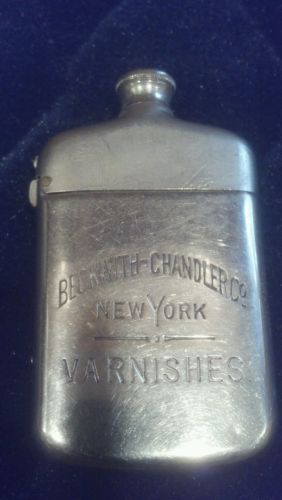 BECKWITH-CHANDLER CO.
NEW YORK
VARNISHES